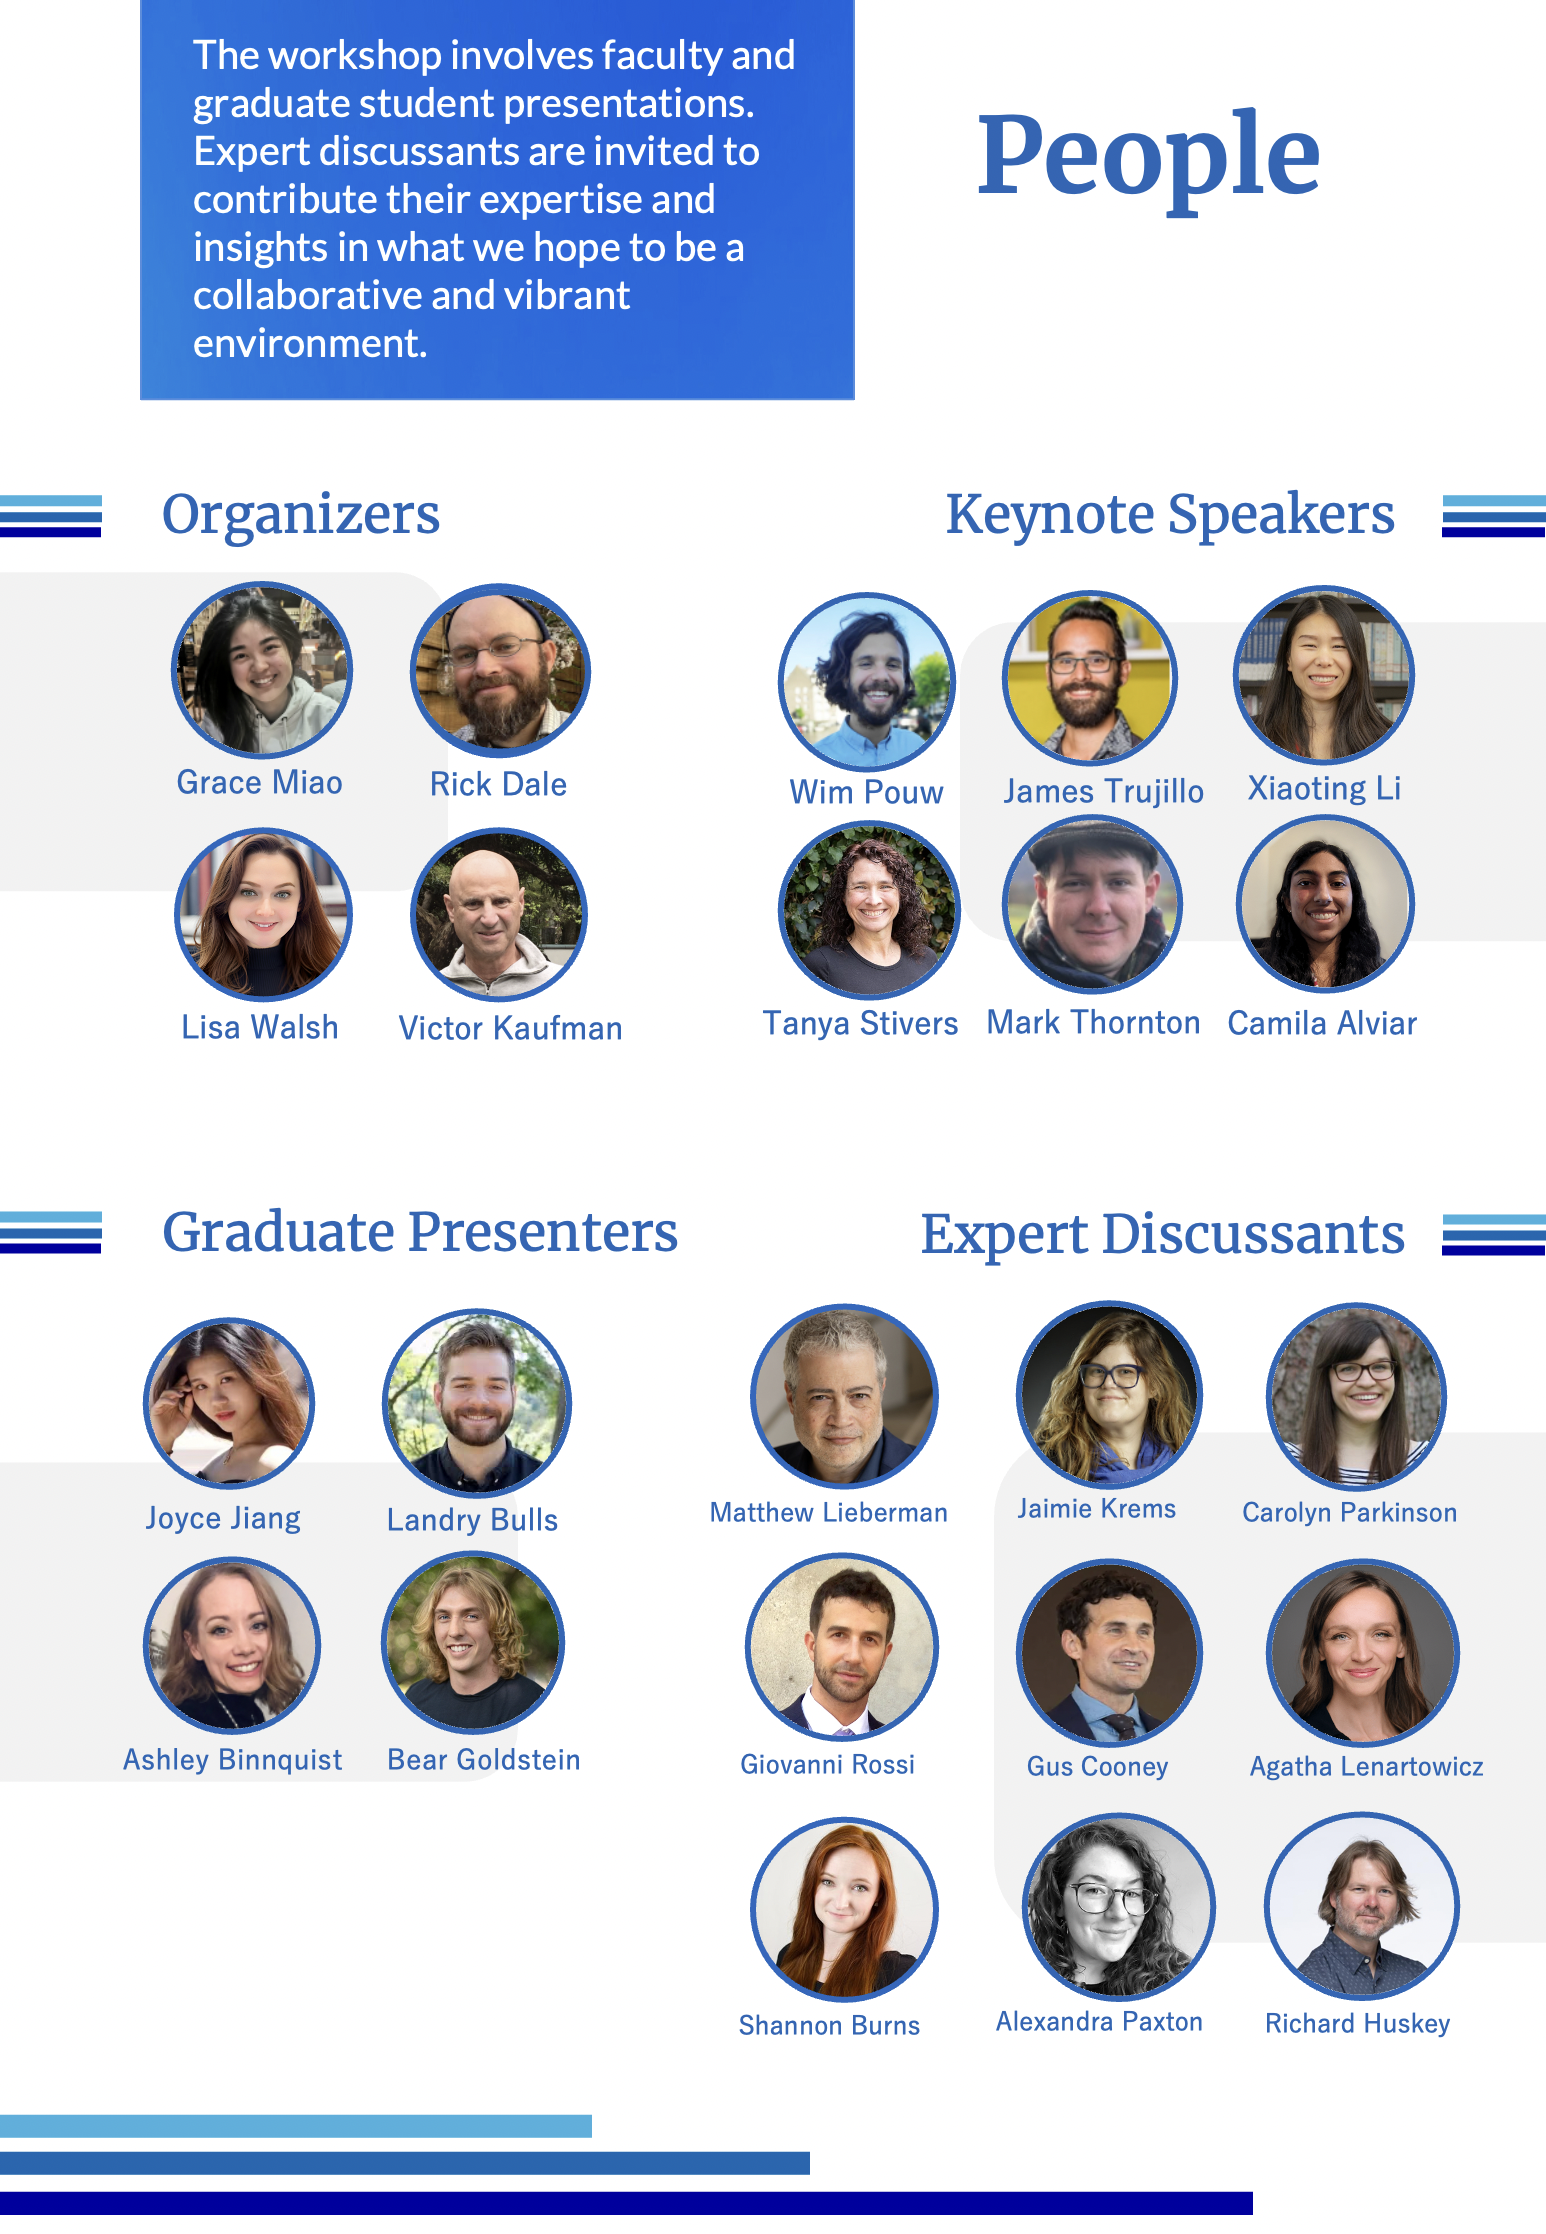 The workshop involves faculty and
graduate student presentations.
Expert discussants are invited to
contribute their expertise and
insights in what we hope to be a
collaborative and vibrant
environment.
People
Organizers
Grace Miao
Rick Dale
Lisa Walsh
Victor Kaufman
Keynote Speakers
Wim Pouw
James Trujillo
Xiaoting Li
Tanya Stivers
Mark Thornton
Camila Alviar
Graduate Presenters
Joyce Jiang
Landry Bulls
Ashley Binnquist
Bear Goldstein
Expert Discussants
Matthew Lieberman
Jaimie Krems
Carolyn Parkinson
Giovanni Rossi
Gus Cooney
Agatha Lenartowicz
Shannon Burns
Alexandra Paxton
Richard Huskey